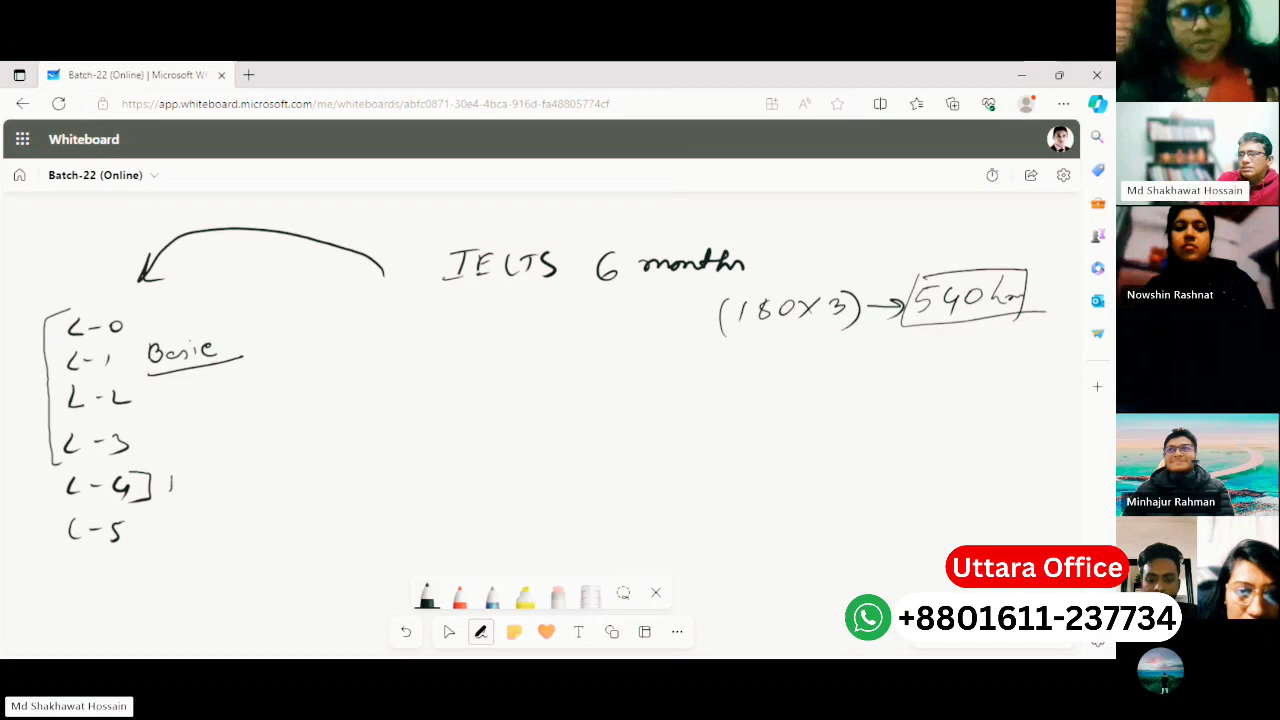 Batch-22 (Online) | Microsoft W
https://app.whiteboard.microsoft.com/me/whiteboards/abfc0871-30e4-4bca-916d-fa48805774cf
Whiteboard
Batch-22 (Online)
IELTS 6 months
(180X3) → 540 hr
L-0
L-1 Basic
L-2
L-3
L-4]
L-5
Md Shakhawat Hossain
Nowshin Rashnat
Minhajur Rahman
Uttara Office
+8801611-237734
Md Shakhawat Hossain